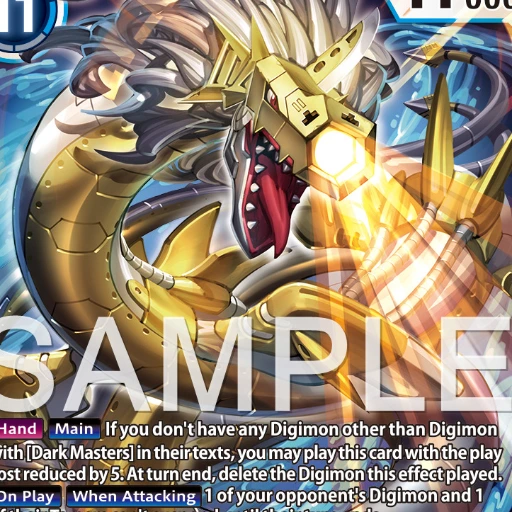 11
000
SAMPLE
Hand Main If you don't have any Digimon other than Digimon
with [Dark Masters] in their texts, you may play this card with the play
cost reduced by 5. At turn end, delete the Digimon this effect played.
On Play When Attacking 1 of your opponent's Digimon and 1